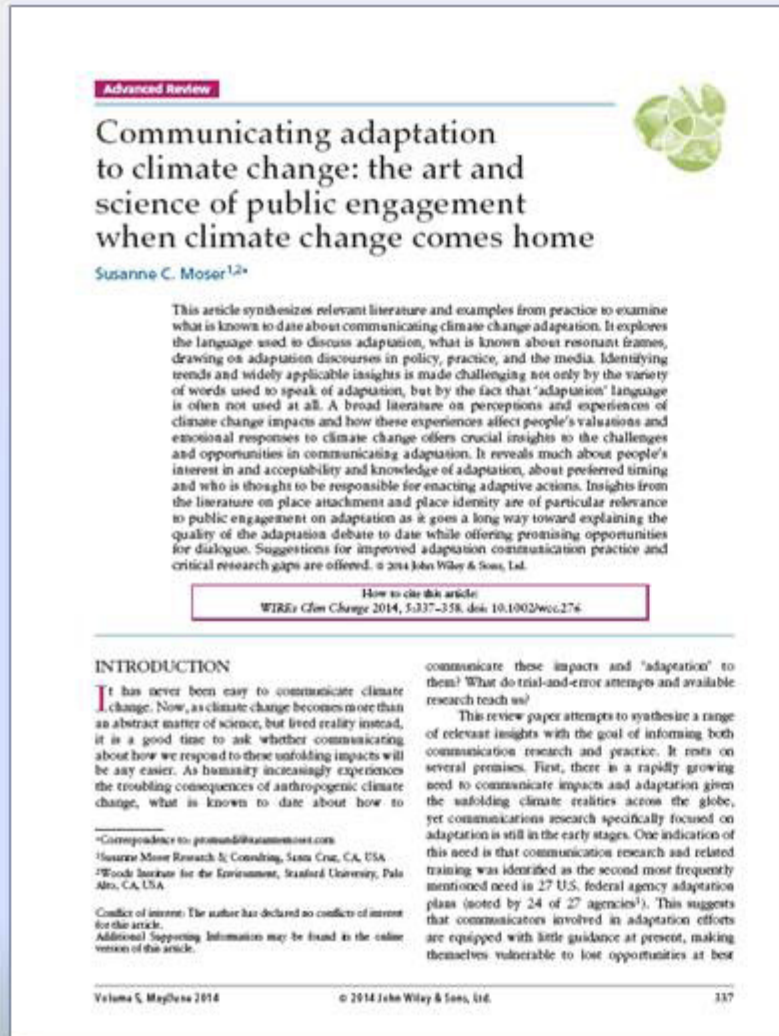 Advanced Review
Communicating adaptation
to climate change: the art and
science of public engagement
when climate change comes home
Susanne C. Moser1,2*
This article synthesizes relevant literature and examples from practice to examine
what is known to date about communicating climate change adaptation. It explores
the language used to discuss adaptation, what is known about resonant frames,
drawing on adaptation discourses in policy, practice, and the media. Identifying
trends and widely applicable insights is made challenging not only by the variety
of words used to speak of adaptation, but by the fact that 'adaptation' language
is often not used at all. A broad literature on perceptions and experiences of
climate change impacts and how these experiences affect people's valuations and
emotional responses to climate change offers crucial insights to the challenges
and opportunities in communicating adaptation. It reveals much about people's
interest in and acceptability and knowledge of adaptation, about preferred timing
and who is thought to be responsible for enacting adaptive actions. Insights from
the literature on place attachment and place identity are of particular relevance
to public engagement on adaptation as it goes a long way toward explaining the
quality of the adaptation debate to date while offering promising opportunities
for dialogue. Suggestions for improved adaptation communication practice and
critical research gaps are offered. © 2014 John Wiley & Sons, Ltd.
How to cite this article:
WIREs Clim Change 2014, 5:337–358. doi: 10.1002/wcc.276
INTRODUCTION
It has never been easy to communicate climate
change. Now, as climate change becomes more than
an abstract matter of science, but lived reality instead,
it is a good time to ask whether communicating
about how we respond to these unfolding impacts will
be any easier. As humanity increasingly experiences
the troubling consequences of anthropogenic climate
change, what is known to date about how to
*Correspondence to:
1Susanne Moser Research & Consulting, Santa Cruz, CA, USA
2Woods Institute for the Environment, Stanford University, Palo
Alto, CA, USA
Conflict of interest: The author has declared no conflicts of interest
for this article.
Additional Supporting Information may be found in the online
version of this article.
communicate these impacts and 'adaptation' to
them? What do trial-and-error attempts and available
research teach us?
This review paper attempts to synthesize a range
of relevant insights with the goal of informing both
communication research and practice. It rests on
several premises. First, there is a rapidly growing
need to communicate impacts and adaptation given
the unfolding climate realities across the globe,
yet communications research specifically focused on
adaptation is still in the early stages. One indication of
this need is that communication research and related
training was identified as the second most frequently
mentioned need in 27 U.S. federal agency adaptation
plans (noted by 24 of 27 agencies1). This suggests
that communicators involved in adaptation efforts
are equipped with little guidance at present, making
themselves vulnerable to lost opportunities at best
Volume 5, May/June 2014
© 2014 John Wiley & Sons, Ltd.
337